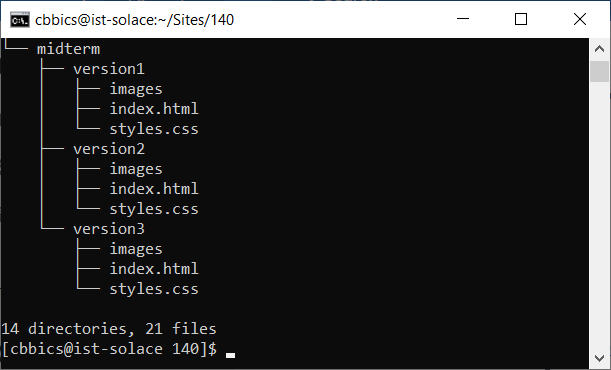 cbbics@ist-solace:~/Sites/140
└── midterm
    ├── version1
    │   ├── images
    │   ├── index.html
    │   └── styles.css
    ├── version2
    │   ├── images
    │   ├── index.html
    │   └── styles.css
    └── version3
        ├── images
        ├── index.html
        └── styles.css
14 directories, 21 files
[cbbics@ist-solace 140]$